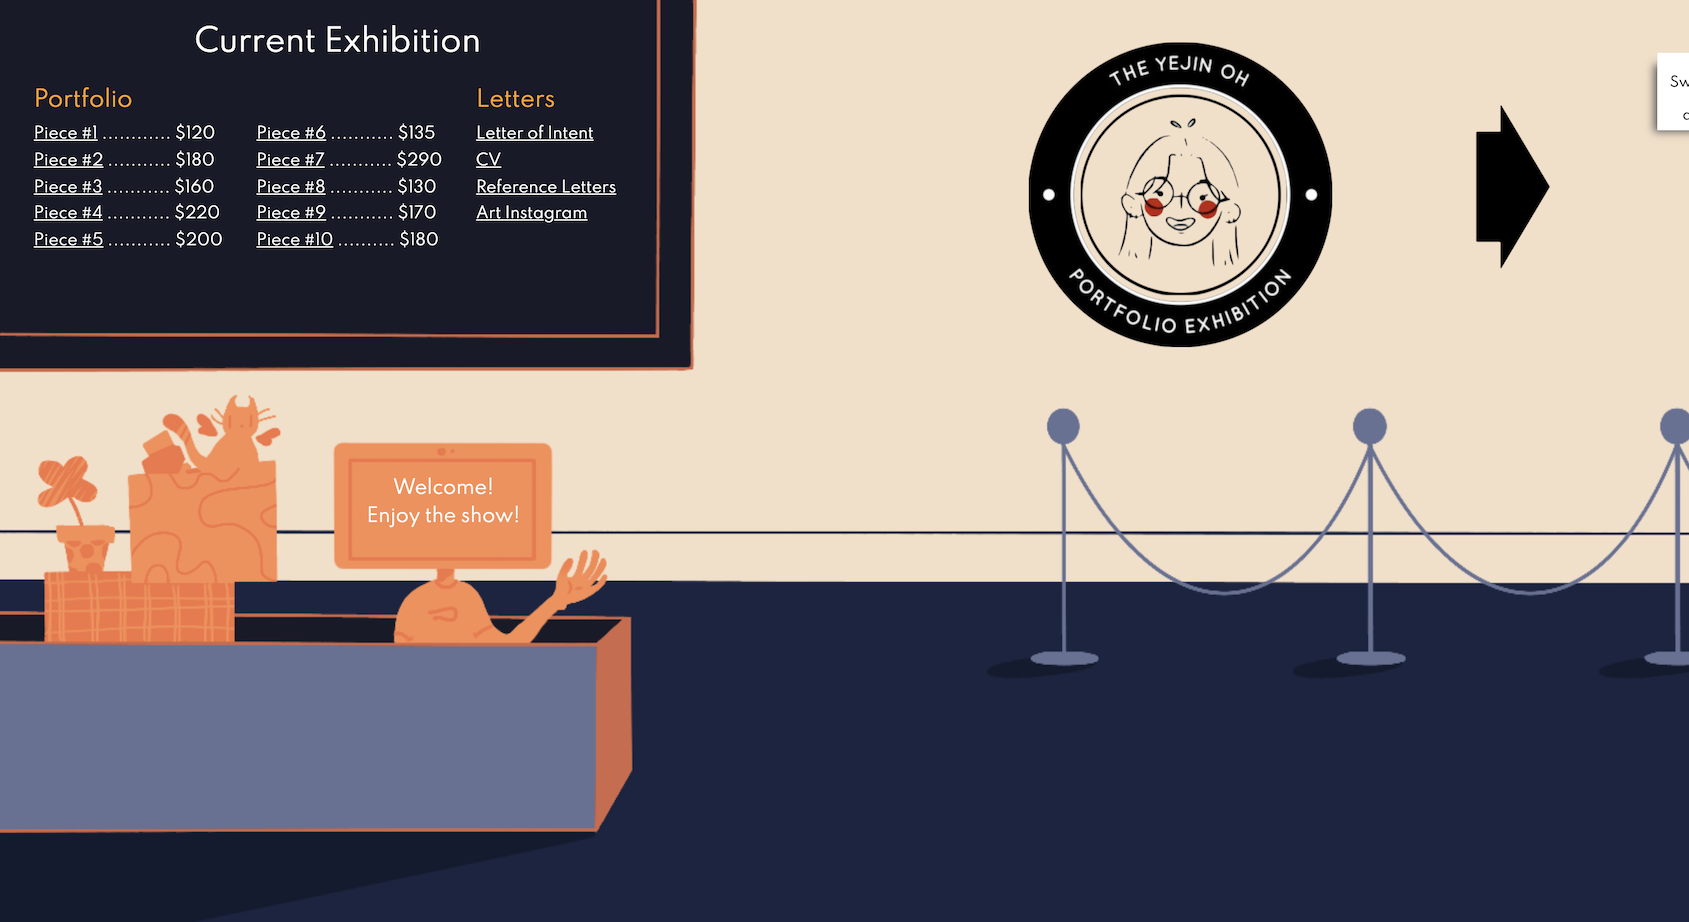 Current Exhibition
Portfolio
Piece #1 ............ $120
Piece #2 ........... $180
Piece #3 ........... $160
Piece #4 ........... $220
Piece #5 ........... $200
Piece #6 ........... $135
Piece #7 ........... $290
Piece #8 ........... $130
Piece #9 ........... $170
Piece #10 .......... $180
Letters
Letter of Intent
CV
Reference Letters
Art Instagram
THE YEJIN OH
PORTFOLIO EXHIBITION
Welcome!
Enjoy the show!